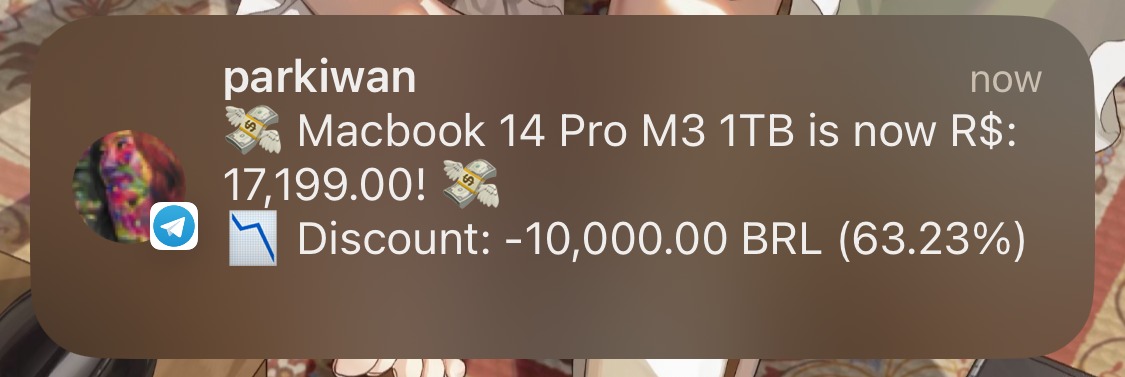 parkiwan
now
💸 Macbook 14 Pro M3 1TB is now R$:
17,199.00! 💸
📉 Discount: -10,000.00 BRL (63.23%)